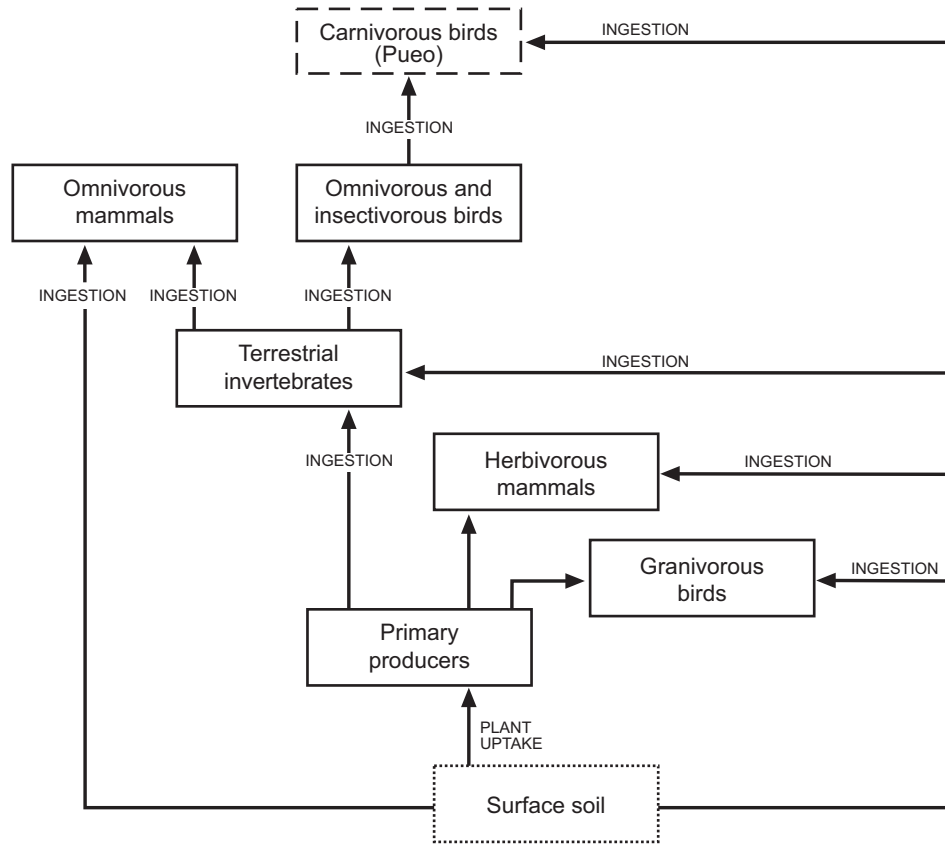 Carnivorous birds
(Pueo)
INGESTION
INGESTION
Omnivorous
mammals
Omnivorous and
insectivorous birds
INGESTION
INGESTION
INGESTION
Terrestrial
invertebrates
INGESTION
INGESTION
Herbivorous
mammals
INGESTION
Granivorous
birds
INGESTION
Primary
producers
PLANT
UPTAKE
Surface soil